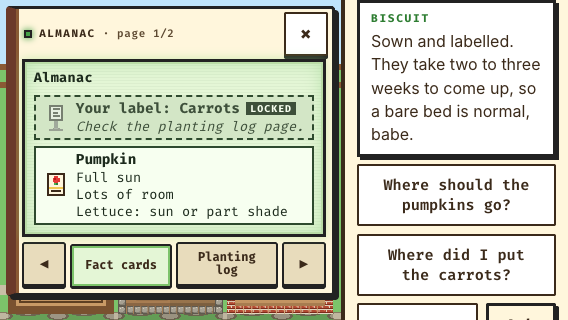 ALMANAC · page 1/2
✖
Almanac
Your label: Carrots LOCKED
Check the planting log page.
Pumpkin
Full sun
Lots of room
Lettuce: sun or part shade
◄
Fact cards
Planting
log
►
BISCUIT
Sown and labelled.
They take two to three
weeks to come up, so
a bare bed is normal,
babe.
Where should the
pumpkins go?
Where did I put
the carrots?